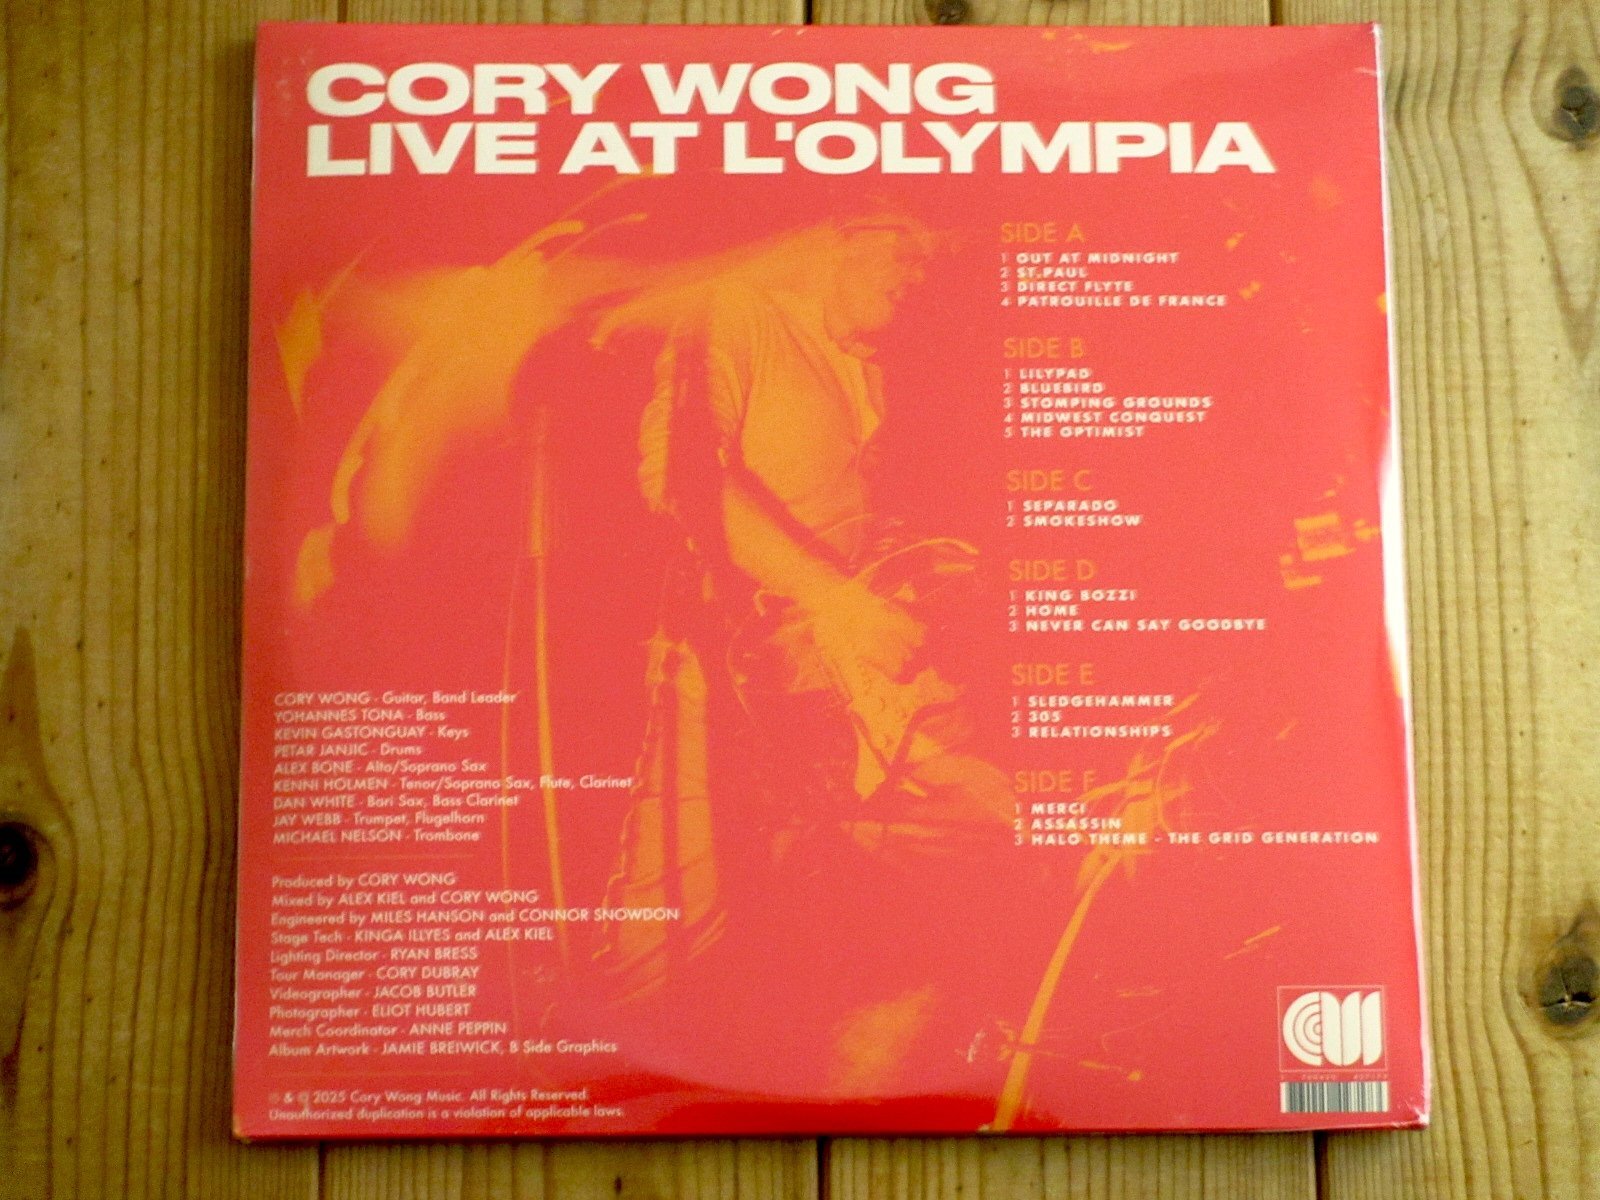 CORY WONG
LIVE AT L'OLYMPIA
SIDE A
1 OUT AT MIDNIGHT
2 ST.PAUL
3 DIRECT FLYTE
4 PATROUILLE DE FRANCE
SIDE B
1 LILYPAD
2 BLUEBIRD
3 STOMPING GROUNDS
4 MIDWEST CONQUEST
5 THE OPTIMIST
SIDE C
1 SEPARADO
2 SMOKESHOW
SIDE D
1 KING BOZZI
2 HOME
3 NEVER CAN SAY GOODBYE
SIDE E
1 SLEDGEHAMMER
2 305
3 RELATIONSHIPS
SIDE F
1 MERCI
2 ASSASSIN
3 HALO THEME - THE GRID GENERATION
CORY WONG - Guitar, Band Leader
YOHANNES TONA - Bass
KEVIN GASTONGUAY - Keys
PETAR JANJIC - Drums
ALEX BONE - Alto/Soprano Sax
KENNI HOLMEN - Tenor/Soprano Sax, Flute, Clarinet
DAN WHITE - Bari Sax, Bass Clarinet
JAY WEBB - Trumpet, Flugelhorn
MICHAEL NELSON - Trombone
Produced by CORY WONG
Mixed by ALEX KIEL and CORY WONG
Engineered by MILES HANSON and CONNOR SNOWDON
Stage Tech - KINGA ILLYES and ALEX KIEL
Lighting Director - RYAN BRESS
Tour Manager - CORY DUBRAY
Videographer - JACOB BUTLER
Photographer - ELIOT HUBERT
Merch Coordinator - ANNE PEPPIN
Album Artwork - JAMIE BREIWICK, B Side Graphics
℗ & © 2025 Cory Wong Music. All Rights Reserved.
Unauthorized duplication is a violation of applicable laws.